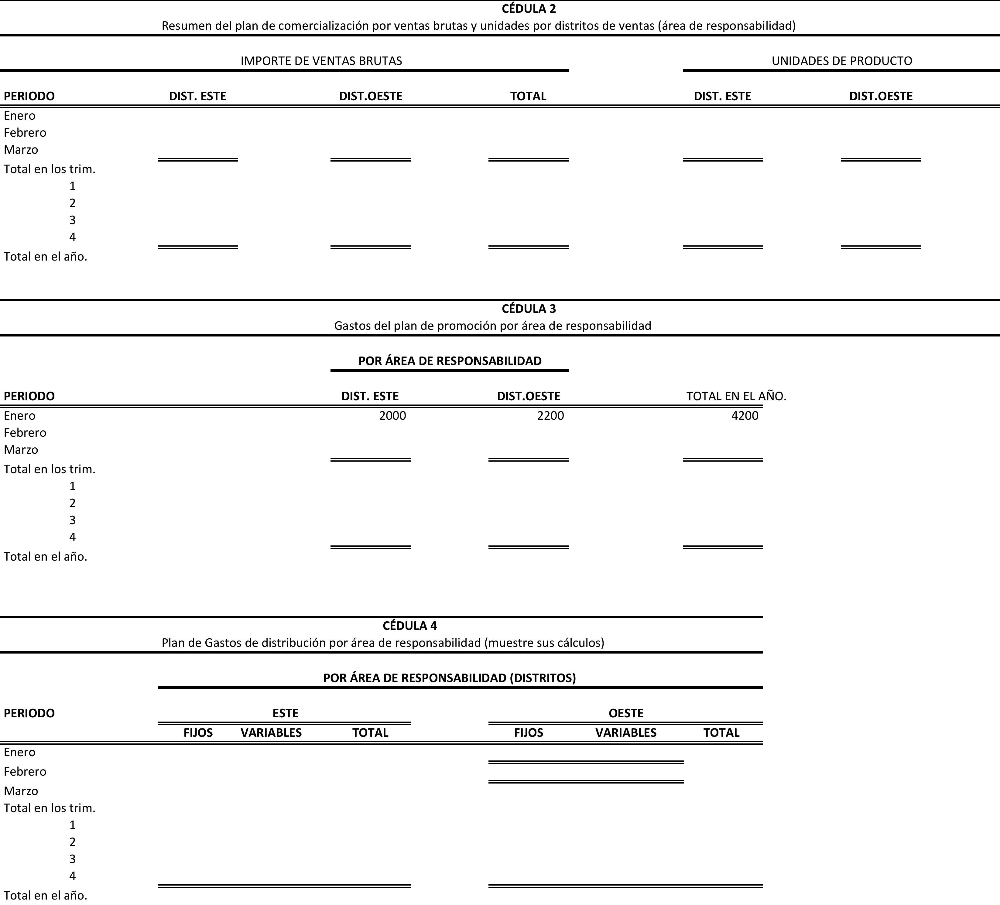 CÉDULA 2
Resumen del plan de comercialización por ventas brutas y unidades por distritos de ventas (área de responsabilidad)
IMPORTE DE VENTAS BRUTAS UNIDADES DE PRODUCTO
PERIODO DIST. ESTE DIST.OESTE TOTAL DIST. ESTE DIST.OESTE
Enero
Febrero
Marzo
Total en los trim.
1
2
3
4
Total en el año.
CÉDULA 3
Gastos del plan de promoción por área de responsabilidad
POR ÁREA DE RESPONSABILIDAD
PERIODO DIST. ESTE DIST.OESTE TOTAL EN EL AÑO.
Enero 2000 2200 4200
Febrero
Marzo
Total en los trim.
1
2
3
4
Total en el año.
CÉDULA 4
Plan de Gastos de distribución por área de responsabilidad (muestre sus cálculos)
POR ÁREA DE RESPONSABILIDAD (DISTRITOS)
PERIODO ESTE OESTE
FIJOS VARIABLES TOTAL FIJOS VARIABLES TOTAL
Enero
Febrero
Marzo
Total en los trim.
1
2
3
4
Total en el año.